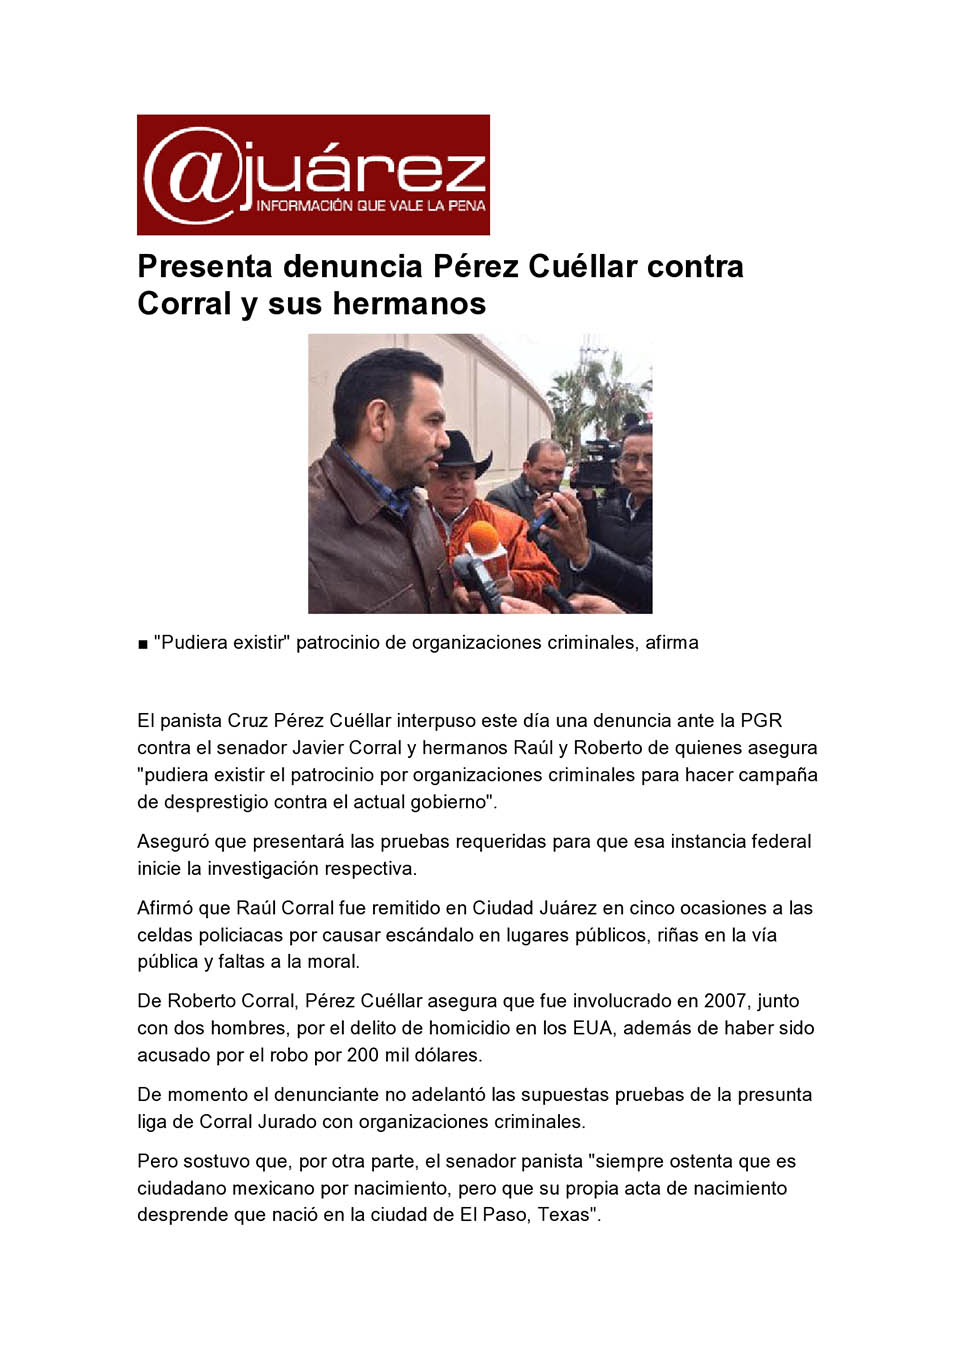 @juárez
INFORMACIÓN QUE VALE LA PENA
Presenta denuncia Pérez Cuéllar contra
Corral y sus hermanos
■ "Pudiera existir" patrocinio de organizaciones criminales, afirma
El panista Cruz Pérez Cuéllar interpuso este día una denuncia ante la PGR
contra el senador Javier Corral y hermanos Raúl y Roberto de quienes asegura
"pudiera existir el patrocinio por organizaciones criminales para hacer campaña
de desprestigio contra el actual gobierno".
Aseguró que presentará las pruebas requeridas para que esa instancia federal
inicie la investigación respectiva.
Afirmó que Raúl Corral fue remitido en Ciudad Juárez en cinco ocasiones a las
celdas policiacas por causar escándalo en lugares públicos, riñas en la vía
pública y faltas a la moral.
De Roberto Corral, Pérez Cuéllar asegura que fue involucrado en 2007, junto
con dos hombres, por el delito de homicidio en los EUA, además de haber sido
acusado por el robo por 200 mil dólares.
De momento el denunciante no adelantó las supuestas pruebas de la presunta
liga de Corral Jurado con organizaciones criminales.
Pero sostuvo que, por otra parte, el senador panista "siempre ostenta que es
ciudadano mexicano por nacimiento, pero que su propia acta de nacimiento
desprende que nació en la ciudad de El Paso, Texas".